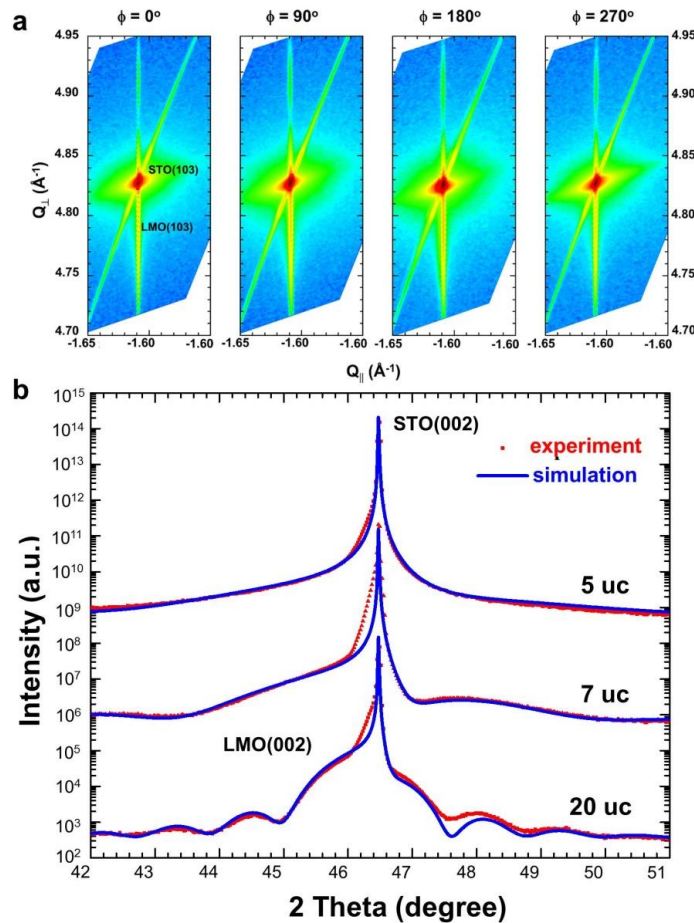 a
ϕ = 0°
ϕ = 90°
ϕ = 180°
ϕ = 270°
4.95
4.90
4.85
4.80
4.75
4.70
Q⊥ (Å⁻¹)
STO(103)
LMO(103)
4.95
4.90
4.85
4.80
4.75
4.70
-1.65 -1.60 -1.60 -1.60 -1.60 -1.60 -1.60 -1.60
Q|| (Å⁻¹)
b
10¹⁵
10¹⁴
10¹³
10¹²
10¹¹
10¹⁰
10⁹
10⁸
10⁷
10⁶
10⁵
10⁴
10³
10²
Intensity (a.u.)
STO(002)
experiment
simulation
5 uc
7 uc
LMO(002)
20 uc
42 43 44 45 46 47 48 49 50 51
2 Theta (degree)